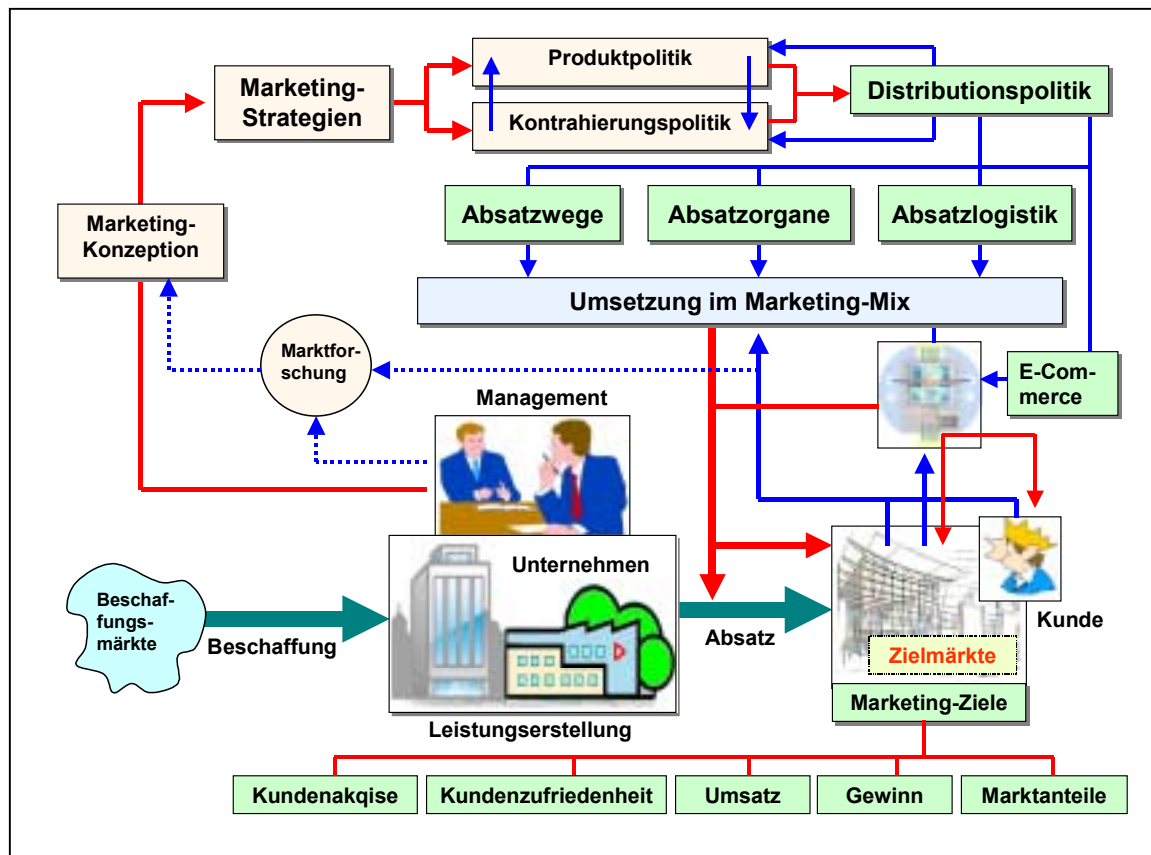 Produktpolitik
Marketing-
Strategien
Distributionspolitik
Kontrahierungspolitik
Marketing-
Konzeption
Absatzwege
Absatzorgane
Absatzlogistik
Umsetzung im Marketing-Mix
Marktfor-
schung
E-Com-
merce
Management
Unternehmen
Beschaf-
fungs-
märkte
Beschaffung
Absatz
Kunde
Zielmärkte
Marketing-Ziele
Leistungserstellung
Kundenakqise
Kundenzufriedenheit
Umsatz
Gewinn
Marktanteile